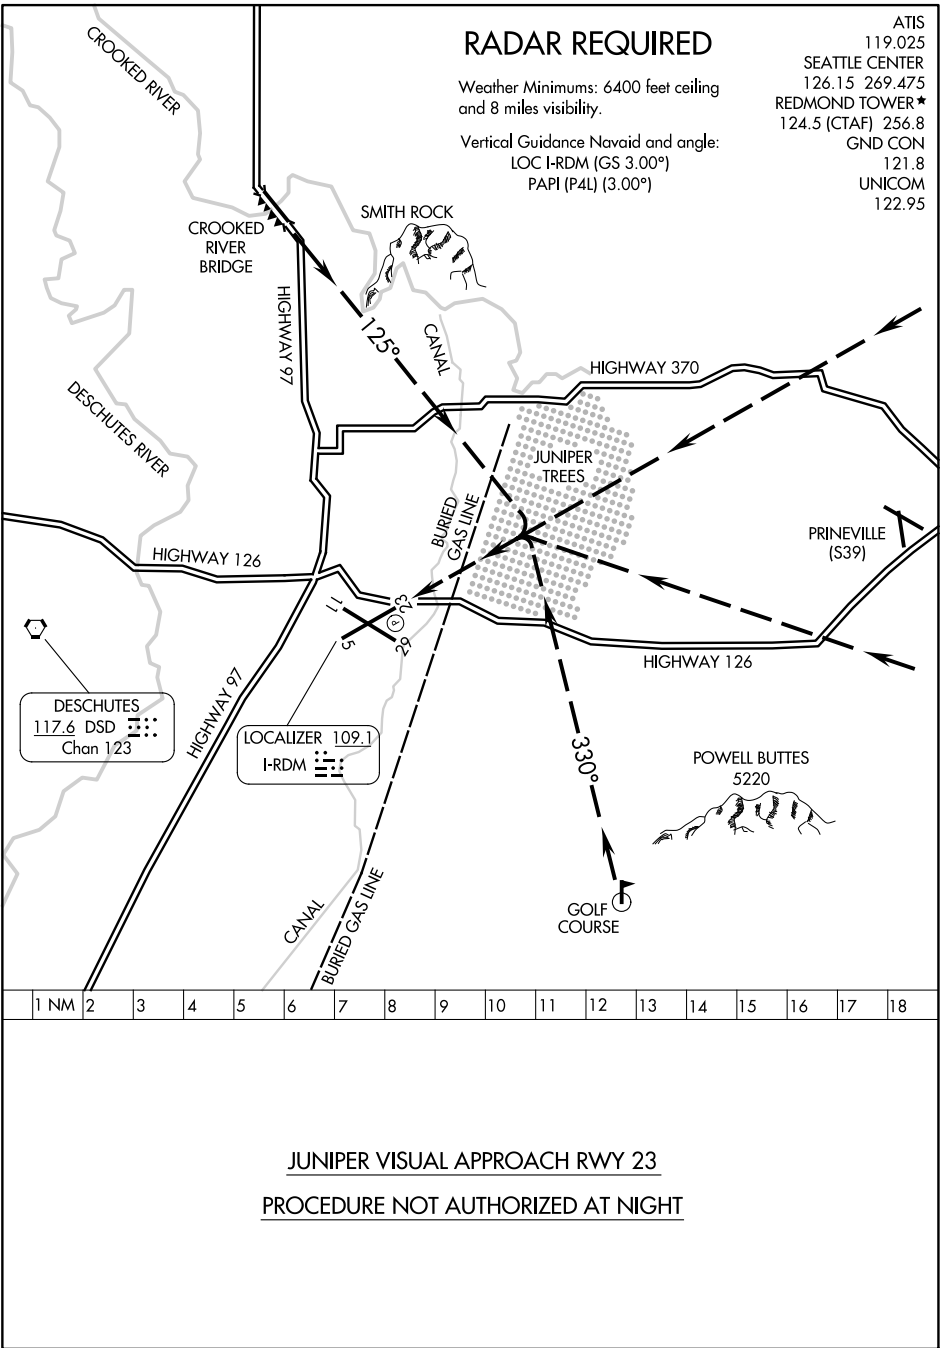 RADAR REQUIRED
Weather Minimums: 6400 feet ceiling
and 8 miles visibility.
Vertical Guidance Navaid and angle:
LOC I-RDM (GS 3.00°)
PAPI (P4L) (3.00°)
ATIS
119.025
SEATTLE CENTER
126.15 269.475
REDMOND TOWER★
124.5 (CTAF) 256.8
GND CON
121.8
UNICOM
122.95
CROOKED RIVER
CROOKED
RIVER
BRIDGE
SMITH ROCK
HIGHWAY 97
125°
CANAL
HIGHWAY 370
DESCHUTES RIVER
JUNIPER
TREES
BURIED
GAS LINE
PRINEVILLE
(S39)
HIGHWAY 126
11
23
P
5
29
HIGHWAY 126
DESCHUTES
117.6 DSD
Chan 123
HIGHWAY 97
LOCALIZER 109.1
I-RDM
330°
POWELL BUTTES
5220
GOLF
COURSE
CANAL
BURIED GAS LINE
1 NM 2 3 4 5 6 7 8 9 10 11 12 13 14 15 16 17 18
JUNIPER VISUAL APPROACH RWY 23
PROCEDURE NOT AUTHORIZED AT NIGHT